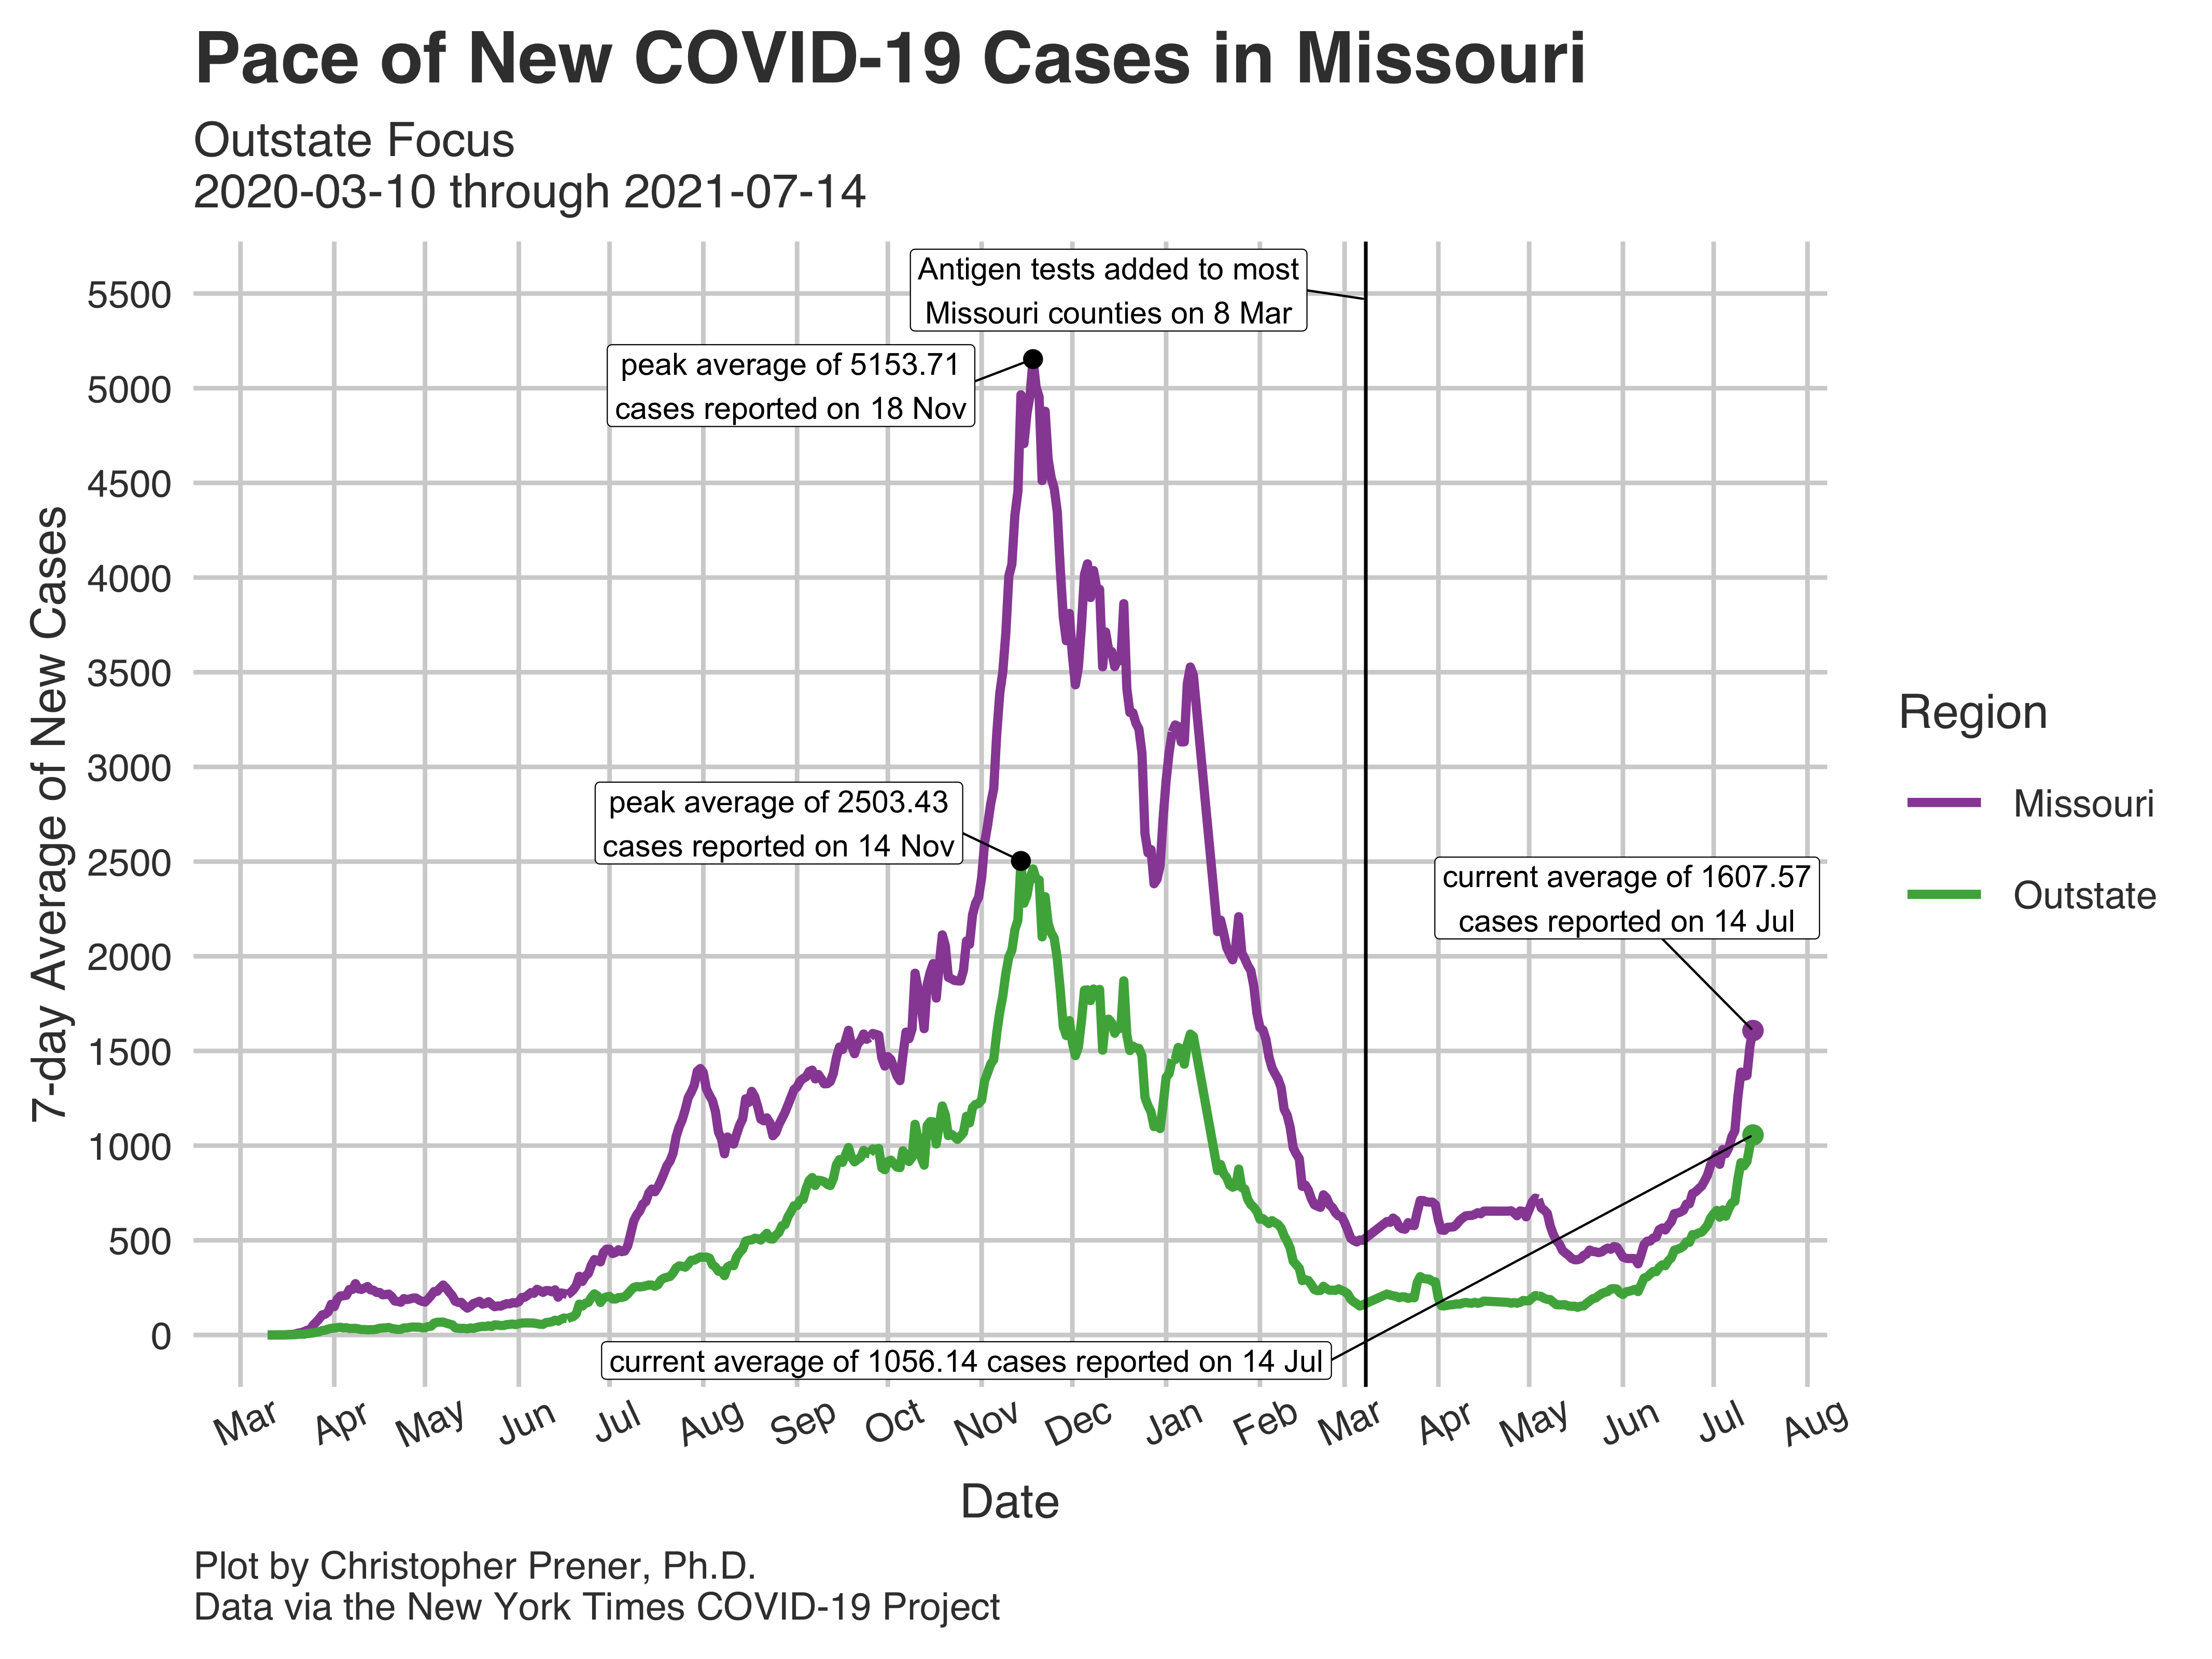 Pace of New COVID-19 Cases in Missouri
Outstate Focus
2020-03-10 through 2021-07-14
Antigen tests added to most
Missouri counties on 8 Mar
peak average of 5153.71
cases reported on 18 Nov
peak average of 2503.43
cases reported on 14 Nov
current average of 1607.57
cases reported on 14 Jul
current average of 1056.14 cases reported on 14 Jul
7-day Average of New Cases
5500
5000
4500
4000
3500
3000
2500
2000
1500
1000
500
0
Mar Apr May Jun Jul Aug Sep Oct Nov Dec Jan Feb Mar Apr May Jun Jul Aug
Date
Region
Missouri
Outstate
Plot by Christopher Prener, Ph.D.
Data via the New York Times COVID-19 Project